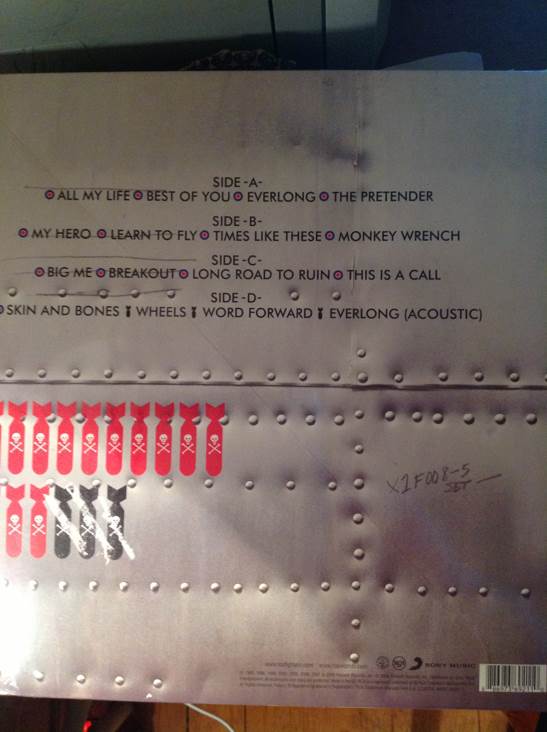 SIDE -A-
ALL MY LIFE BEST OF YOU EVERLONG THE PRETENDER
SIDE -B-
MY HERO LEARN TO FLY TIMES LIKE THESE MONKEY WRENCH
SIDE -C-
BIG ME BREAKOUT LONG ROAD TO RUIN THIS IS A CALL
SIDE -D-
SKIN AND BONES WHEELS WORD FORWARD EVERLONG (ACOUSTIC)
X2F008-5
SONY MUSIC